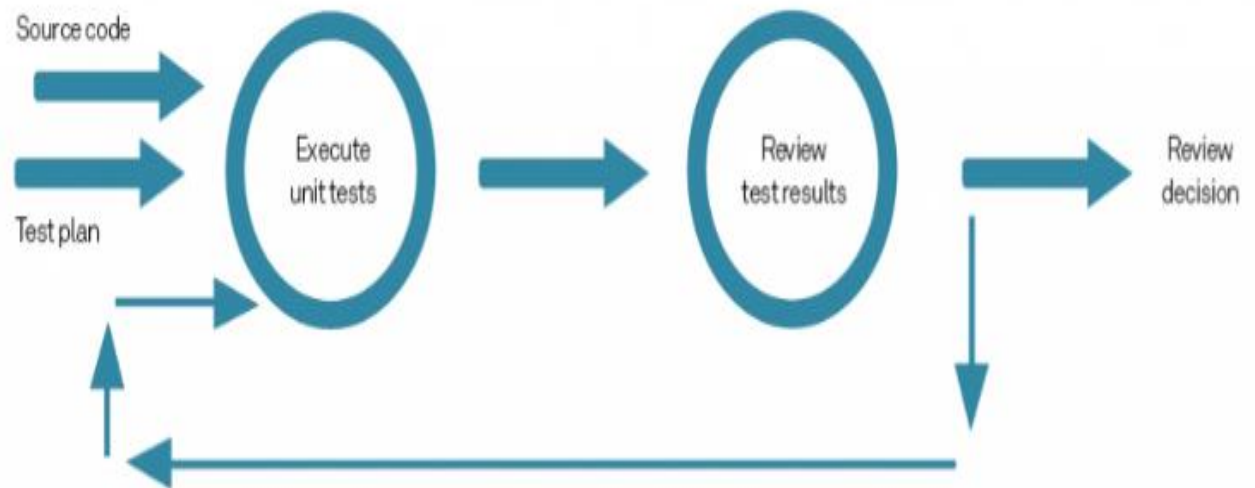 Source code
Test plan
Execute
unit tests
Review
test results
Review
decision